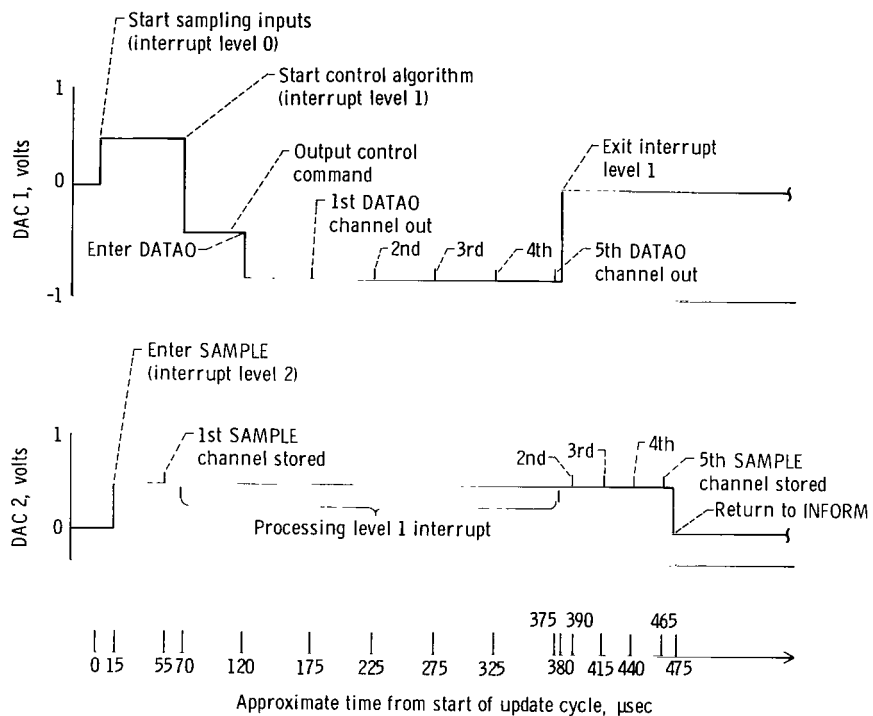 Start sampling inputs
(interrupt level 0)
Start control algorithm
(interrupt level 1)
Output control
command
Exit interrupt
level 1
1st DATAO
channel out
Enter DATAO
2nd
3rd
4th
5th DATAO
channel out
DAC 1, volts
1
0
-1
Enter SAMPLE
(interrupt level 2)
1st SAMPLE
channel stored
2nd
3rd
4th
5th SAMPLE
channel stored
Return to INFORM
Processing level 1 interrupt
DAC 2, volts
1
0
375 390 465
0 15 55 70 120 175 225 275 325 380 415 440 475
Approximate time from start of update cycle, μsec